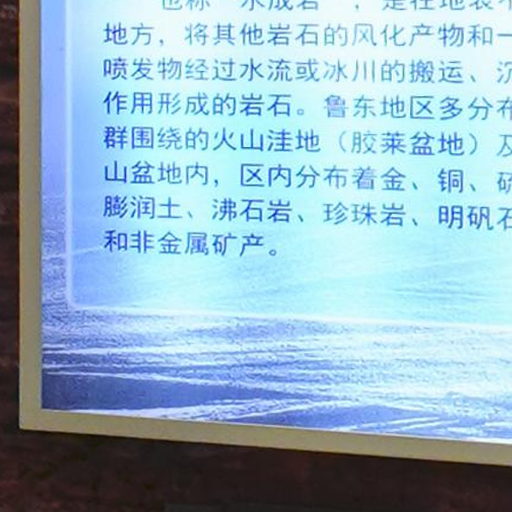 也称"水成岩"，是在地表不
地方，将其他岩石的风化产物和一
喷发物经过水流或冰川的搬运、沉
作用形成的岩石。鲁东地区多分布
群围绕的火山洼地（胶莱盆地）及
山盆地内，区内分布着金、铜、硫
膨润土、沸石岩、珍珠岩、明矾石
和非金属矿产。